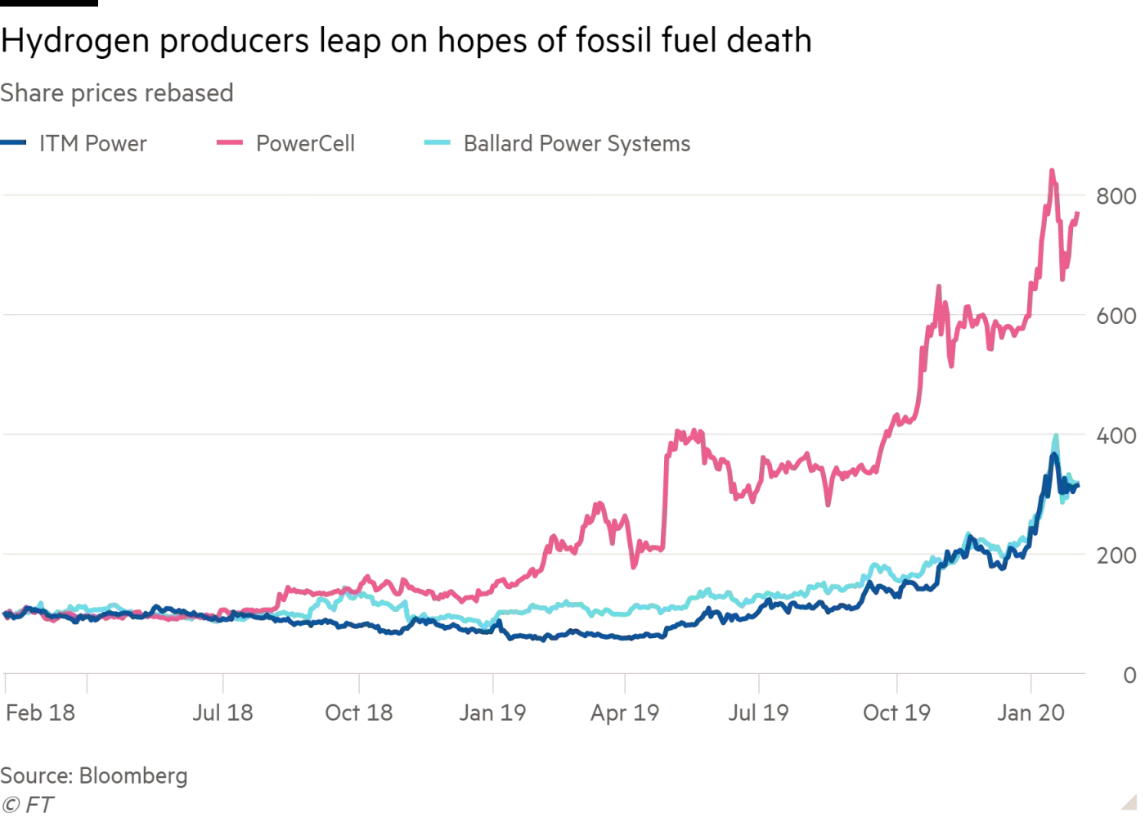 Hydrogen producers leap on hopes of fossil fuel death
Share prices rebased
ITM Power PowerCell Ballard Power Systems
800
600
400
200
0
Feb 18 Jul 18 Oct 18 Jan 19 Apr 19 Jul 19 Oct 19 Jan 20
Source: Bloomberg
© FT